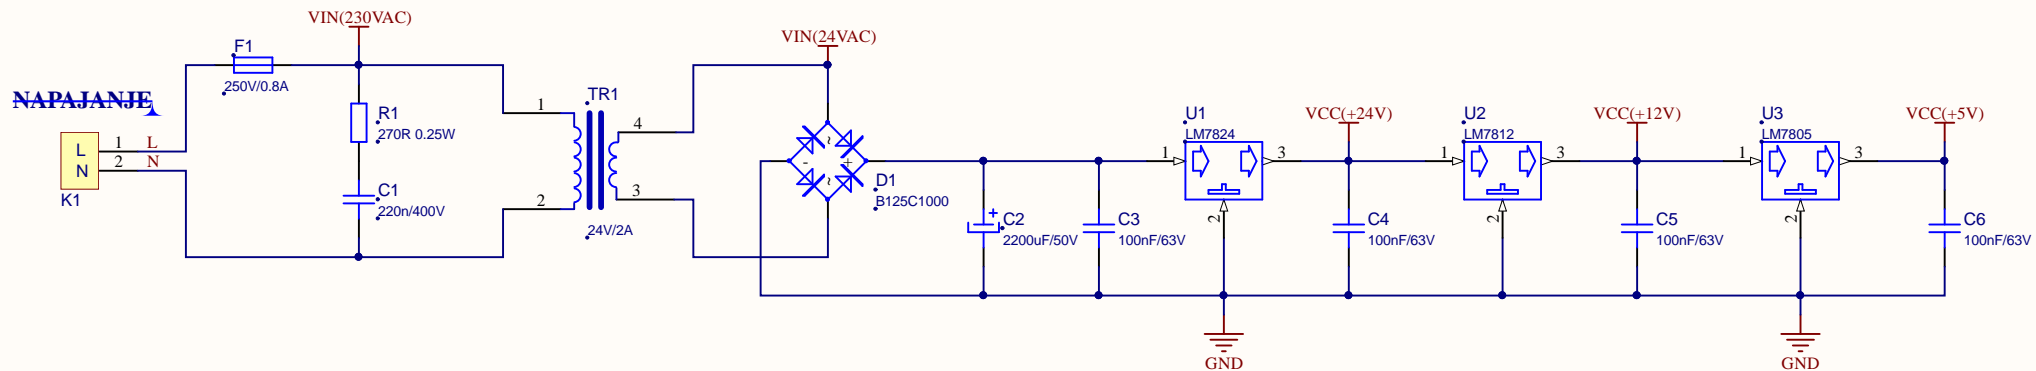 NAPAJANJE
L
N
1
2
L
N
K1
F1
250V/0.8A
VIN(230VAC)
R1
270R 0.25W
C1
220n/400V
1
2
TR1
24V/2A
4
3
VIN(24VAC)
~
-
+
~
D1
B125C1000
+
C2
2200uF/50V
C3
100nF/63V
U1
LM7824
1
3
2
GND
VCC(+24V)
C4
100nF/63V
U2
LM7812
1
3
2
VCC(+12V)
C5
100nF/63V
U3
LM7805
1
3
2
GND
VCC(+5V)
C6
100nF/63V